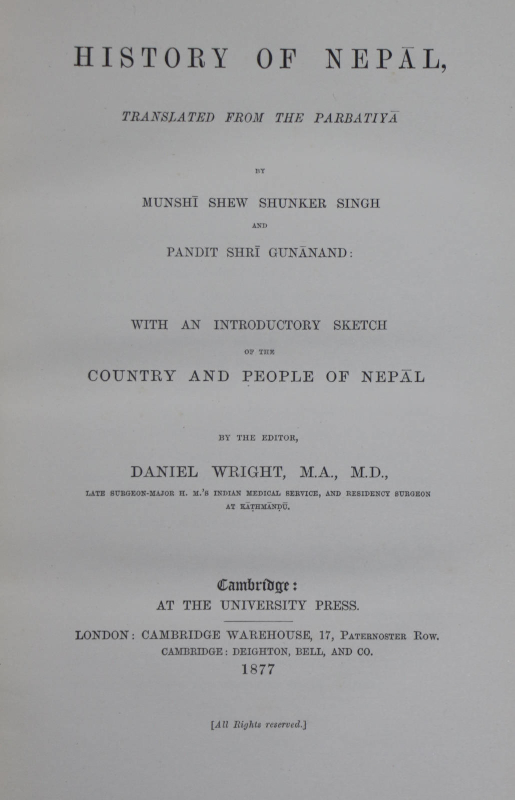 HISTORY OF NEPĀL,
TRANSLATED FROM THE PARBATIYĀ
BY
MUNSHĪ SHEW SHUNKER SINGH
AND
PANDIT SHRĪ GUNĀNAND:
WITH AN INTRODUCTORY SKETCH
OF THE
COUNTRY AND PEOPLE OF NEPĀL
BY THE EDITOR,
DANIEL WRIGHT, M.A., M.D.,
LATE SURGEON-MAJOR H. M.'S INDIAN MEDICAL SERVICE, AND RESIDENCY SURGEON
AT KĀṬHMĀṆḌŪ.
Cambridge:
AT THE UNIVERSITY PRESS.
LONDON: CAMBRIDGE WAREHOUSE, 17, PATERNOSTER ROW.
CAMBRIDGE: DEIGHTON, BELL, AND CO.
1877
[All Rights reserved.]